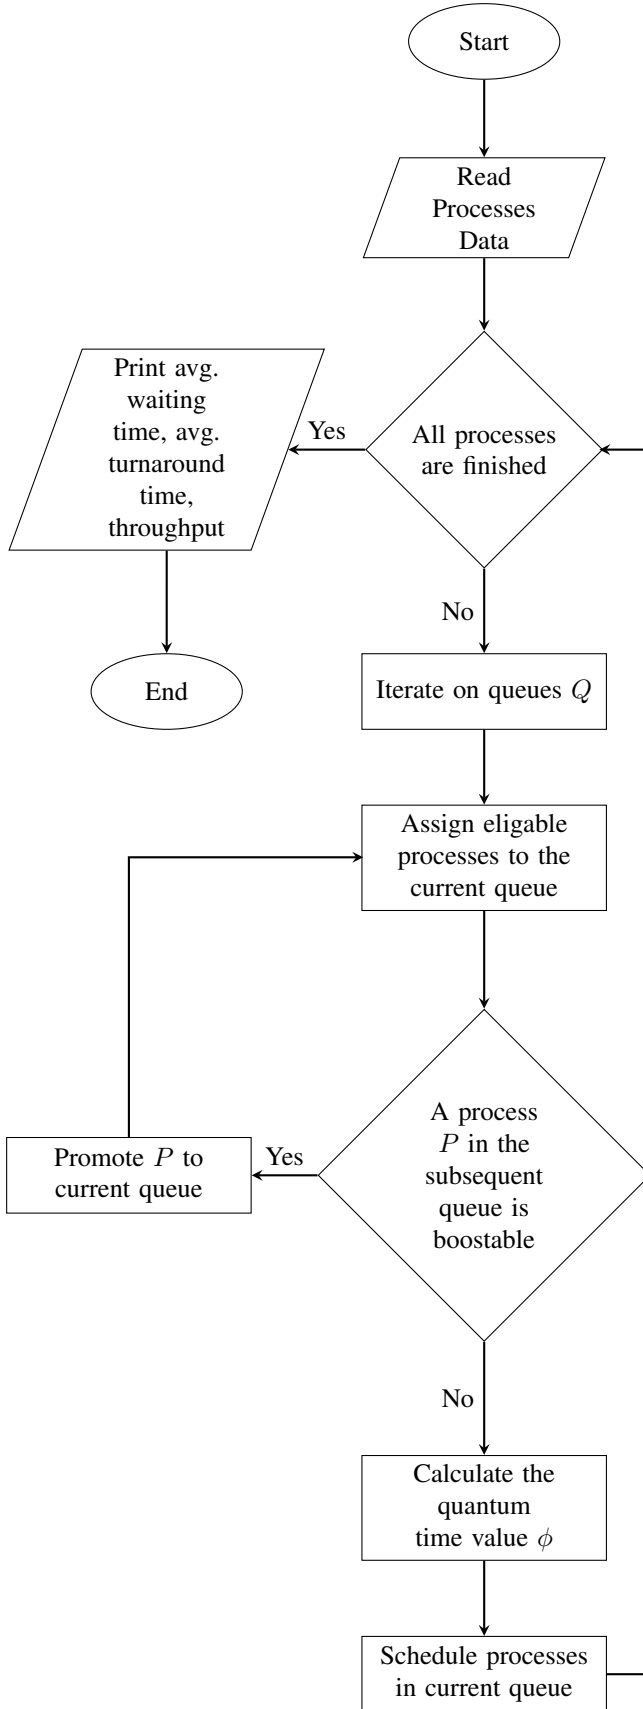 Start
Read
Processes
Data
Print avg.
waiting
time, avg.
turnaround
time,
throughput
Yes
All processes
are finished
No
End
Iterate on queues Q
Assign eligable
processes to the
current queue
A process
P in the
subsequent
queue is
boostable
Yes
Promote P to
current queue
No
Calculate the
quantum
time value ϕ
Schedule processes
in current queue